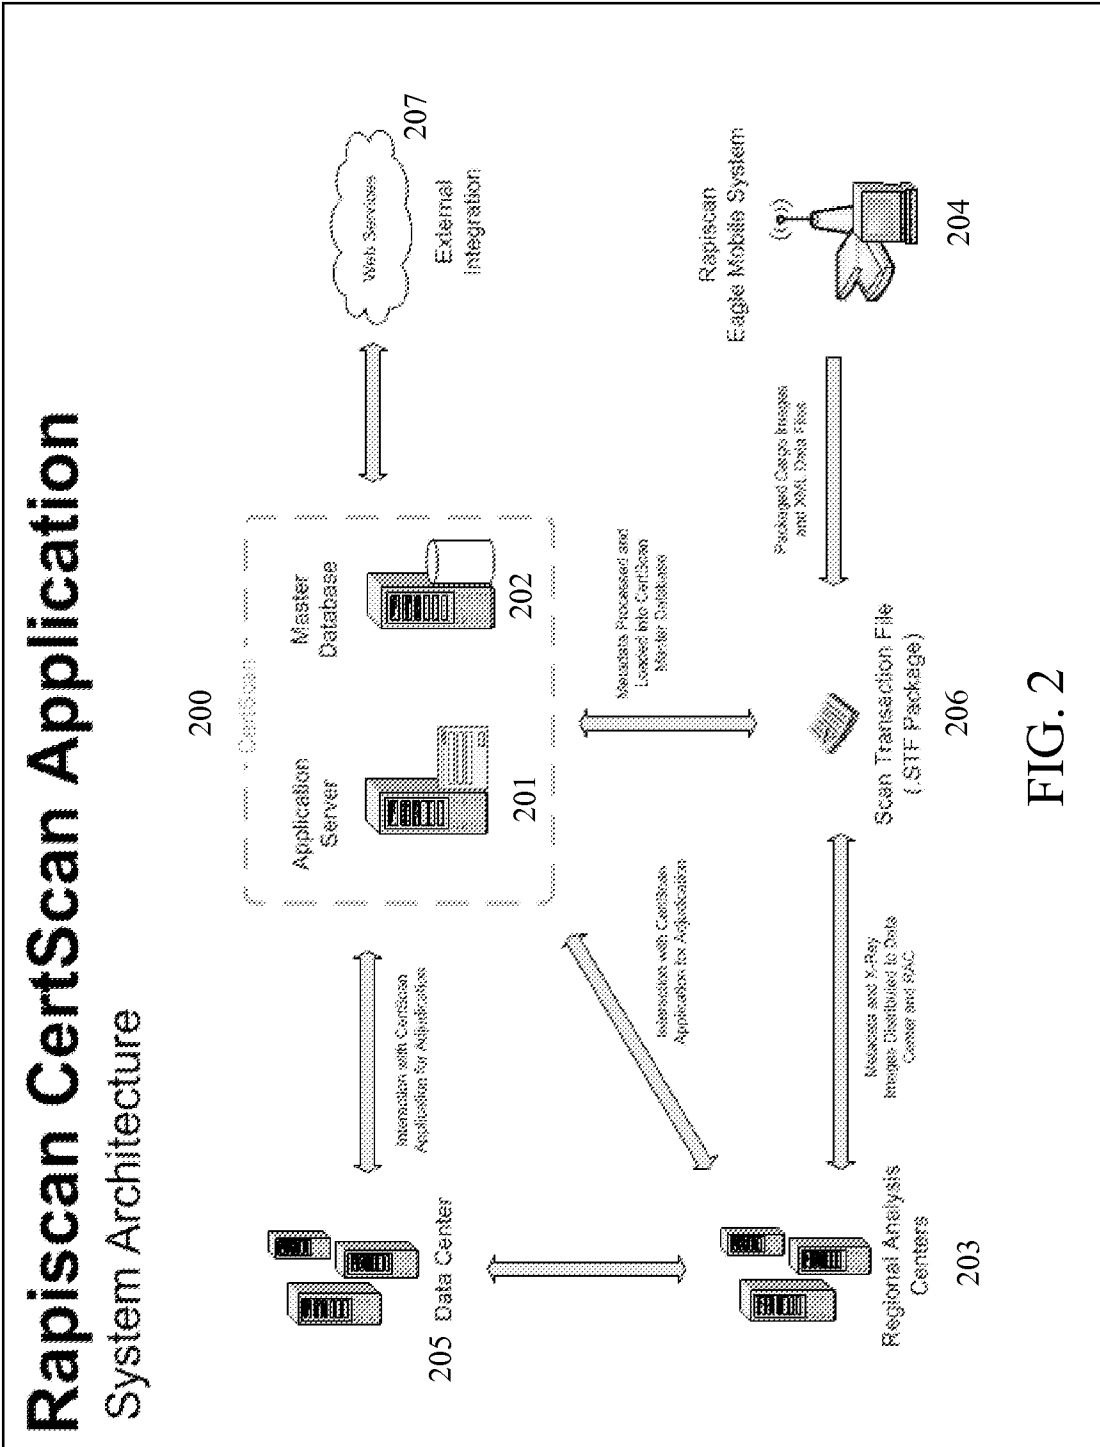 Rapiscan CertScan Application
System Architecture
200
CertScan
Application
Server
201
Master
Database
202
Web Services
207
External
Integration
Interaction with CertScan
Application for Adjudication
205
Data Center
Interaction with CertScan
Application for Adjudication
Metadata Processed and
Loaded into CertScan
Master Database
Rapiscan
Eagle Mobile System
204
Packaged Cargo Images
and XML Data Files
Scan Transaction File
(.STF Package)
206
Metadata and X-Ray
Images Distributed to Data
Center and RAC
Regional Analysis
Centers
203
FIG. 2